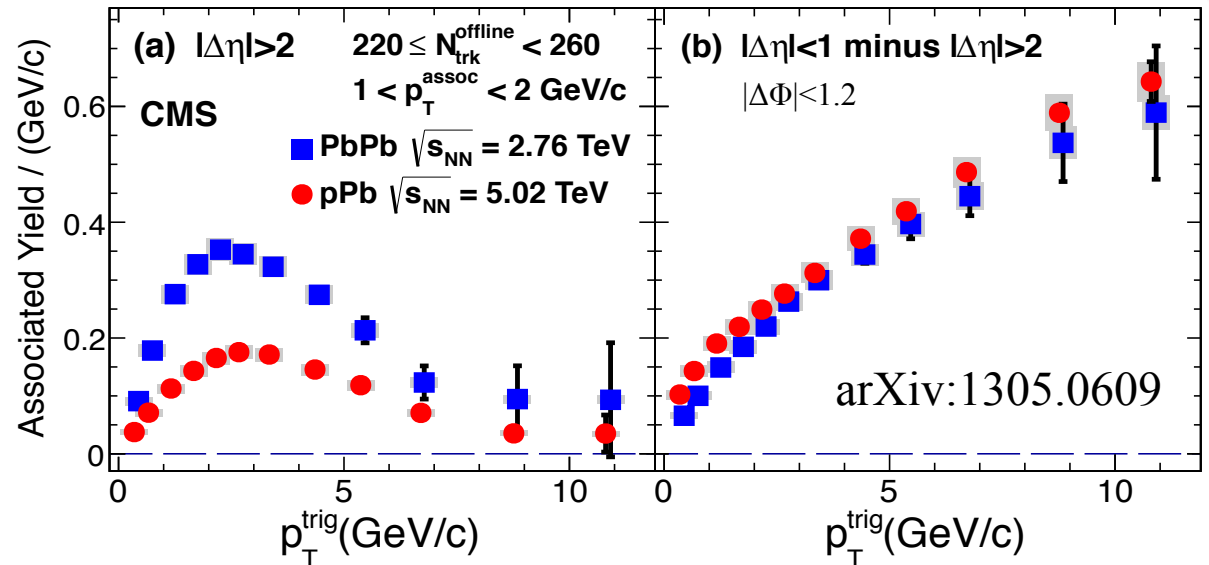 Associated Yield / (GeV/c)
0.6
0.4
0.2
0
(a) |Δη|>2
220 ≤ N_trk^offline < 260
1 < p_T^assoc < 2 GeV/c
CMS
PbPb √s_NN = 2.76 TeV
pPb √s_NN = 5.02 TeV
0 5 10
p_T^trig(GeV/c)
(b) |Δη|<1 minus |Δη|>2
|ΔΦ|<1.2
arXiv:1305.0609
0 5 10
p_T^trig(GeV/c)